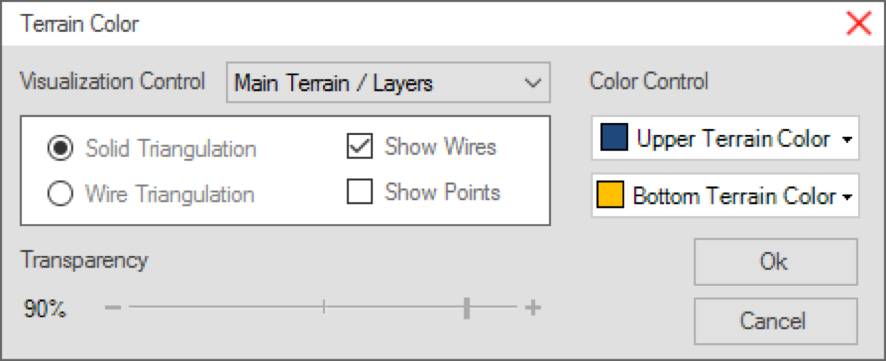 Terrain Color
Visualization Control
Main Terrain / Layers
Color Control
Solid Triangulation
Show Wires
Wire Triangulation
Show Points
Upper Terrain Color
Bottom Terrain Color
Transparency
90%
Ok
Cancel